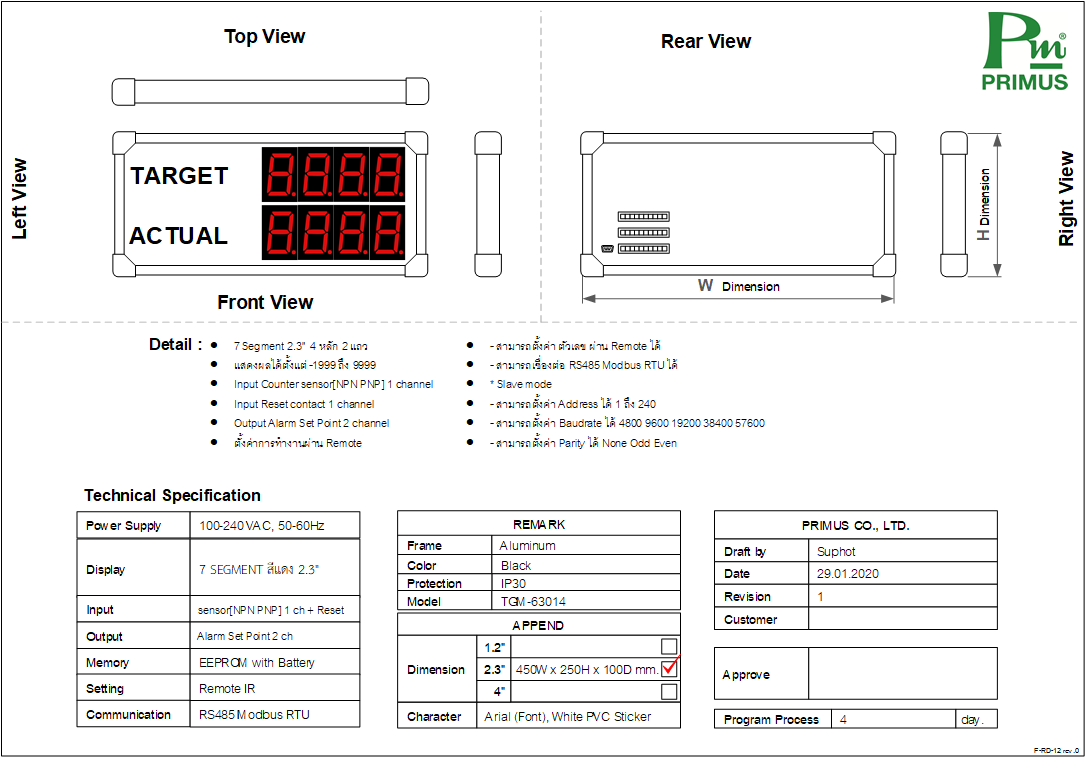 Top View
Rear View
Pm®
PRIMUS
Left View
TARGET
8.8.8.8.
ACTUAL
8.8.8.8.
Front View
H Dimension
Right View
W Dimension
Detail :
● 7 Segment 2.3" 4 หลัก 2 แถว
● แสดงผลได้ตั้งแต่ -1999 ถึง 9999
● Input Counter sensor[NPN PNP] 1 channel
● Input Reset contact 1 channel
● Output Alarm Set Point 2 channel
● ตั้งค่าการทำงานผ่าน Remote
● - สามารถตั้งค่า ตัวเลข ผ่าน Remote ได้
● - สามารถเชื่องต่อ RS485 Modbus RTU ได้
● * Slave mode
● - สามารถตั้งค่า Address ได้ 1 ถึง 240
● - สามารถตั้งค่า Baudrate ได้ 4800 9600 19200 38400 57600
● - สามารถตั้งค่า Parity ได้ None Odd Even
Technical Specification
Power Supply 100-240 VAC, 50-60Hz
Display 7 SEGMENT สีแดง 2.3"
Input sensor[NPN PNP] 1 ch + Reset
Output Alarm Set Point 2 ch
Memory EEPROM with Battery
Setting Remote IR
Communication RS485 Modbus RTU
REMARK
Frame Aluminum
Color Black
Protection IP30
Model TGM-63014
APPEND
Dimension
1.2"
2.3" 450W x 250H x 100D mm.
4"
Character Arial (Font), White PVC Sticker
PRIMUS CO., LTD.
Draft by Suphot
Date 29.01.2020
Revision 1
Customer
Approve
Program Process 4 day.
F-RD-12 rev .0